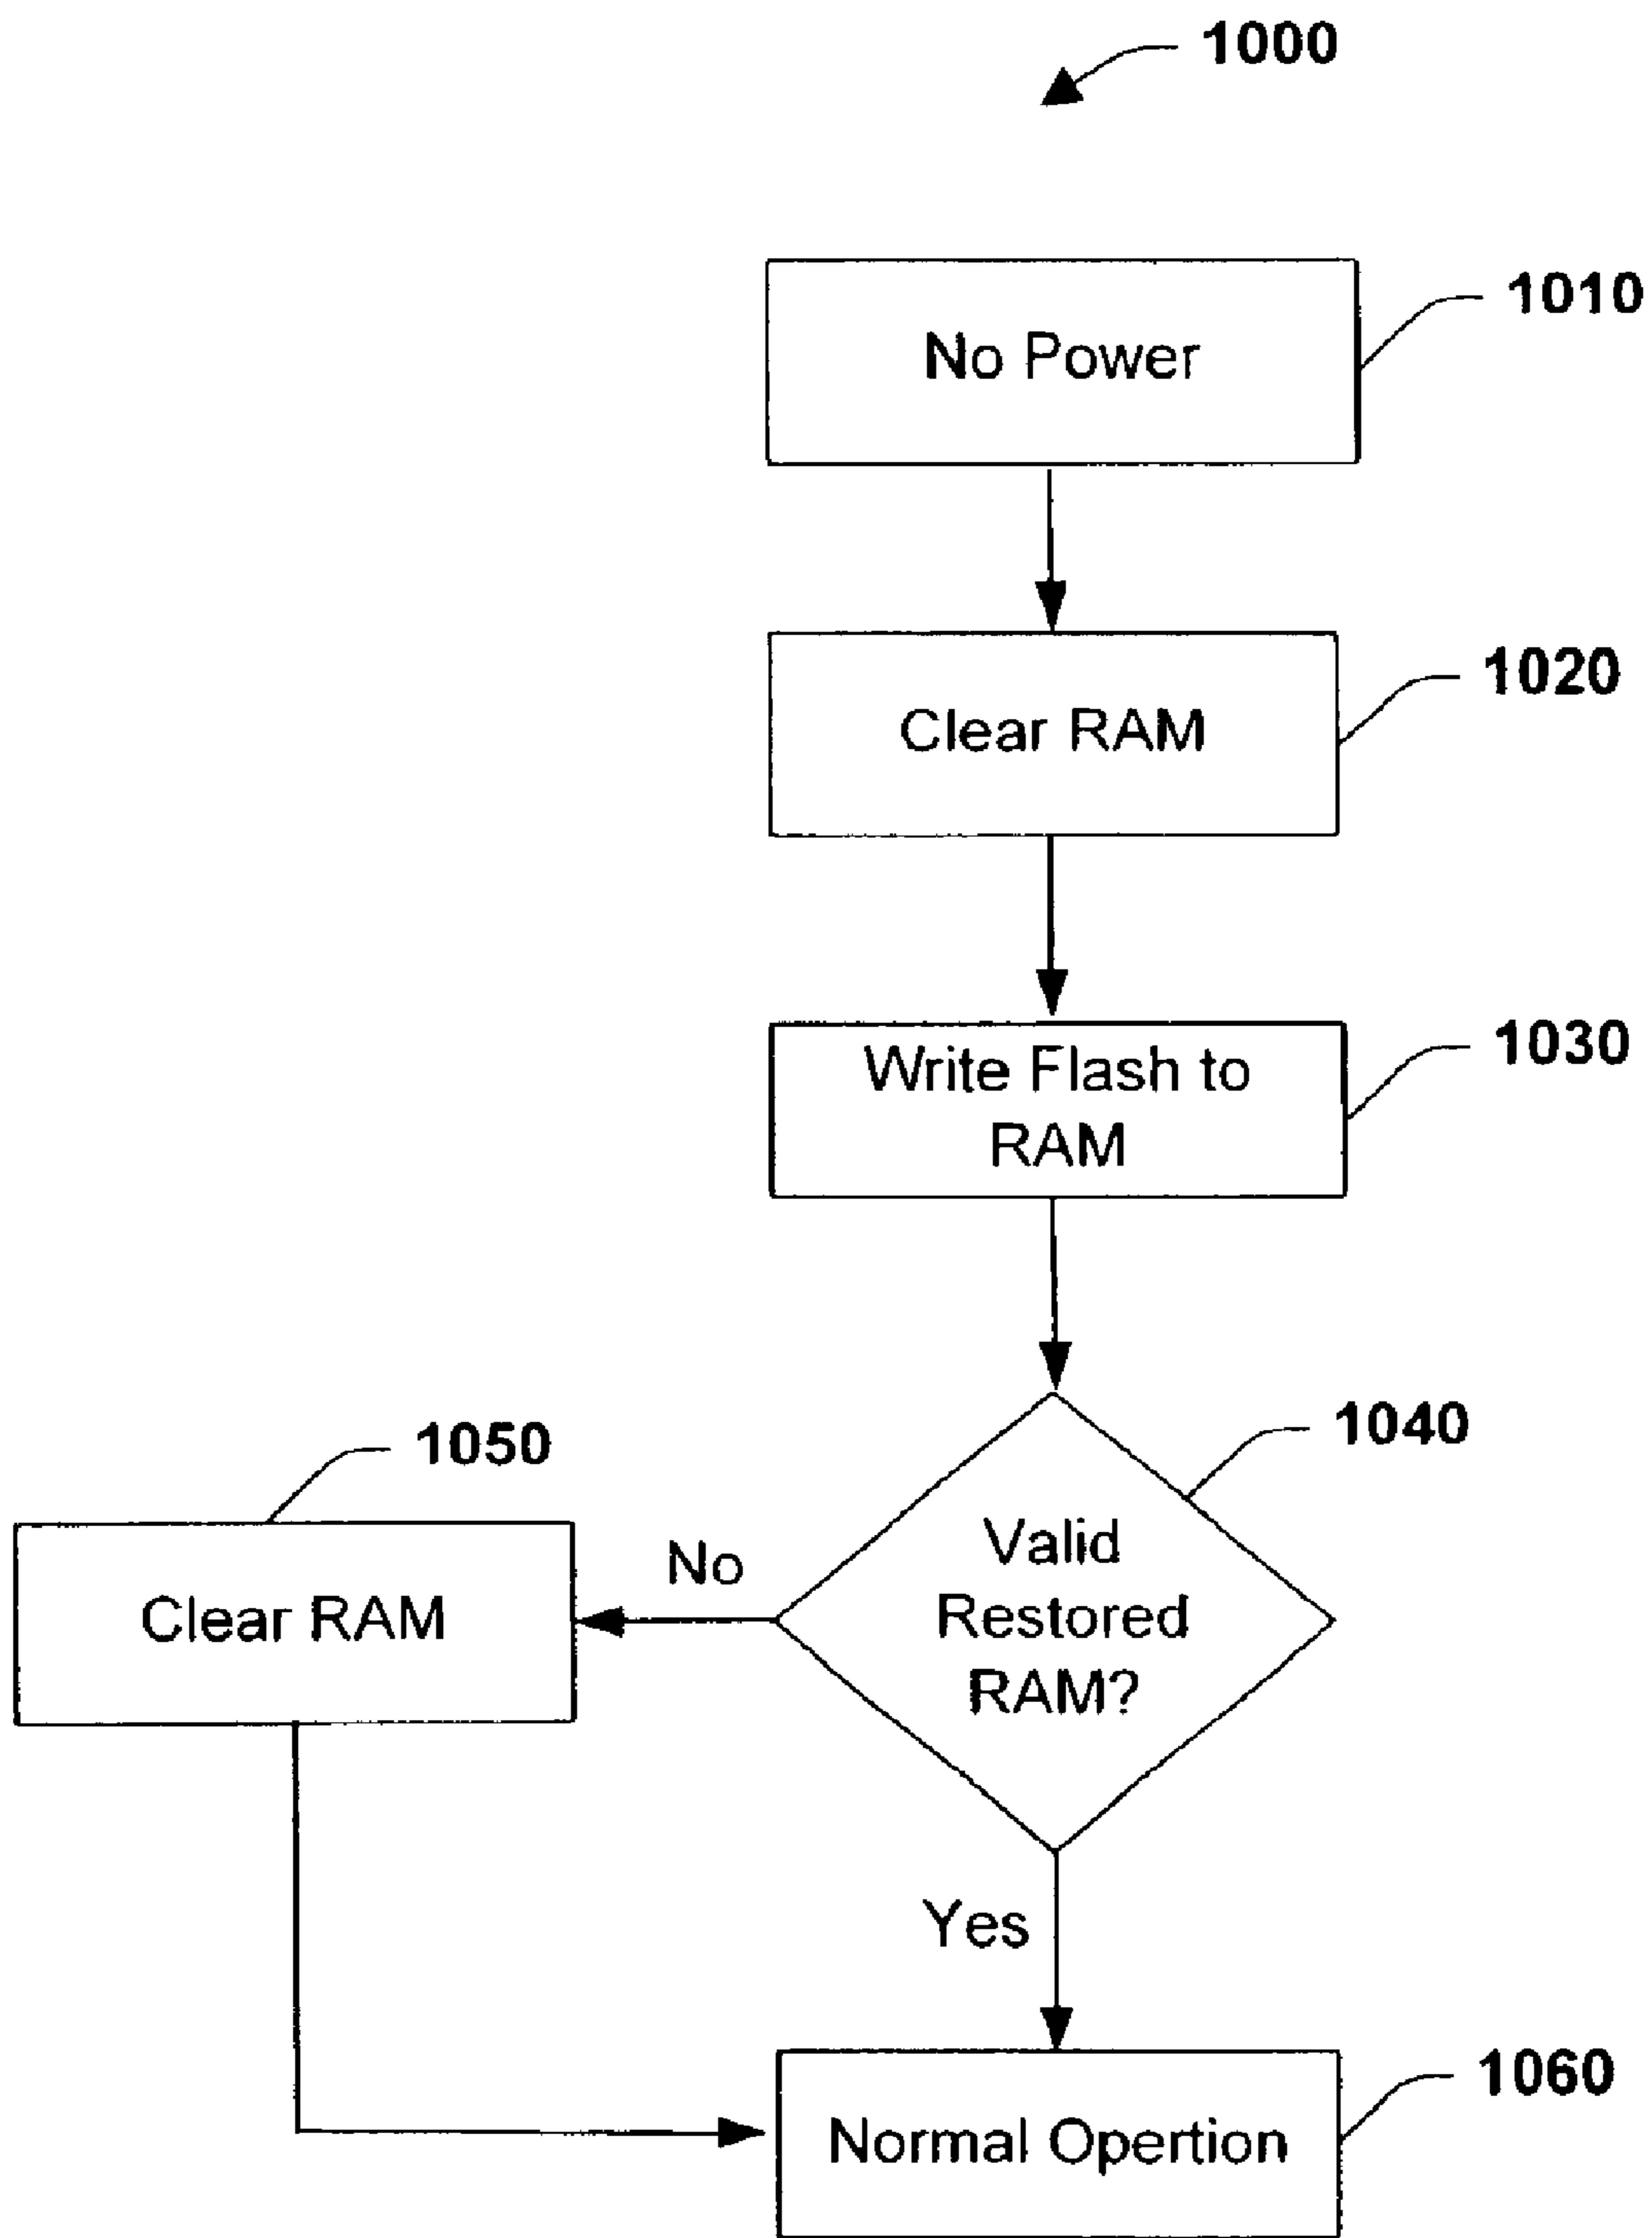 1000
No Power
1010
Clear RAM
1020
Write Flash to
RAM
1030
Valid
Restored
RAM?
1040
No
Clear RAM
1050
Yes
Normal Opertion
1060